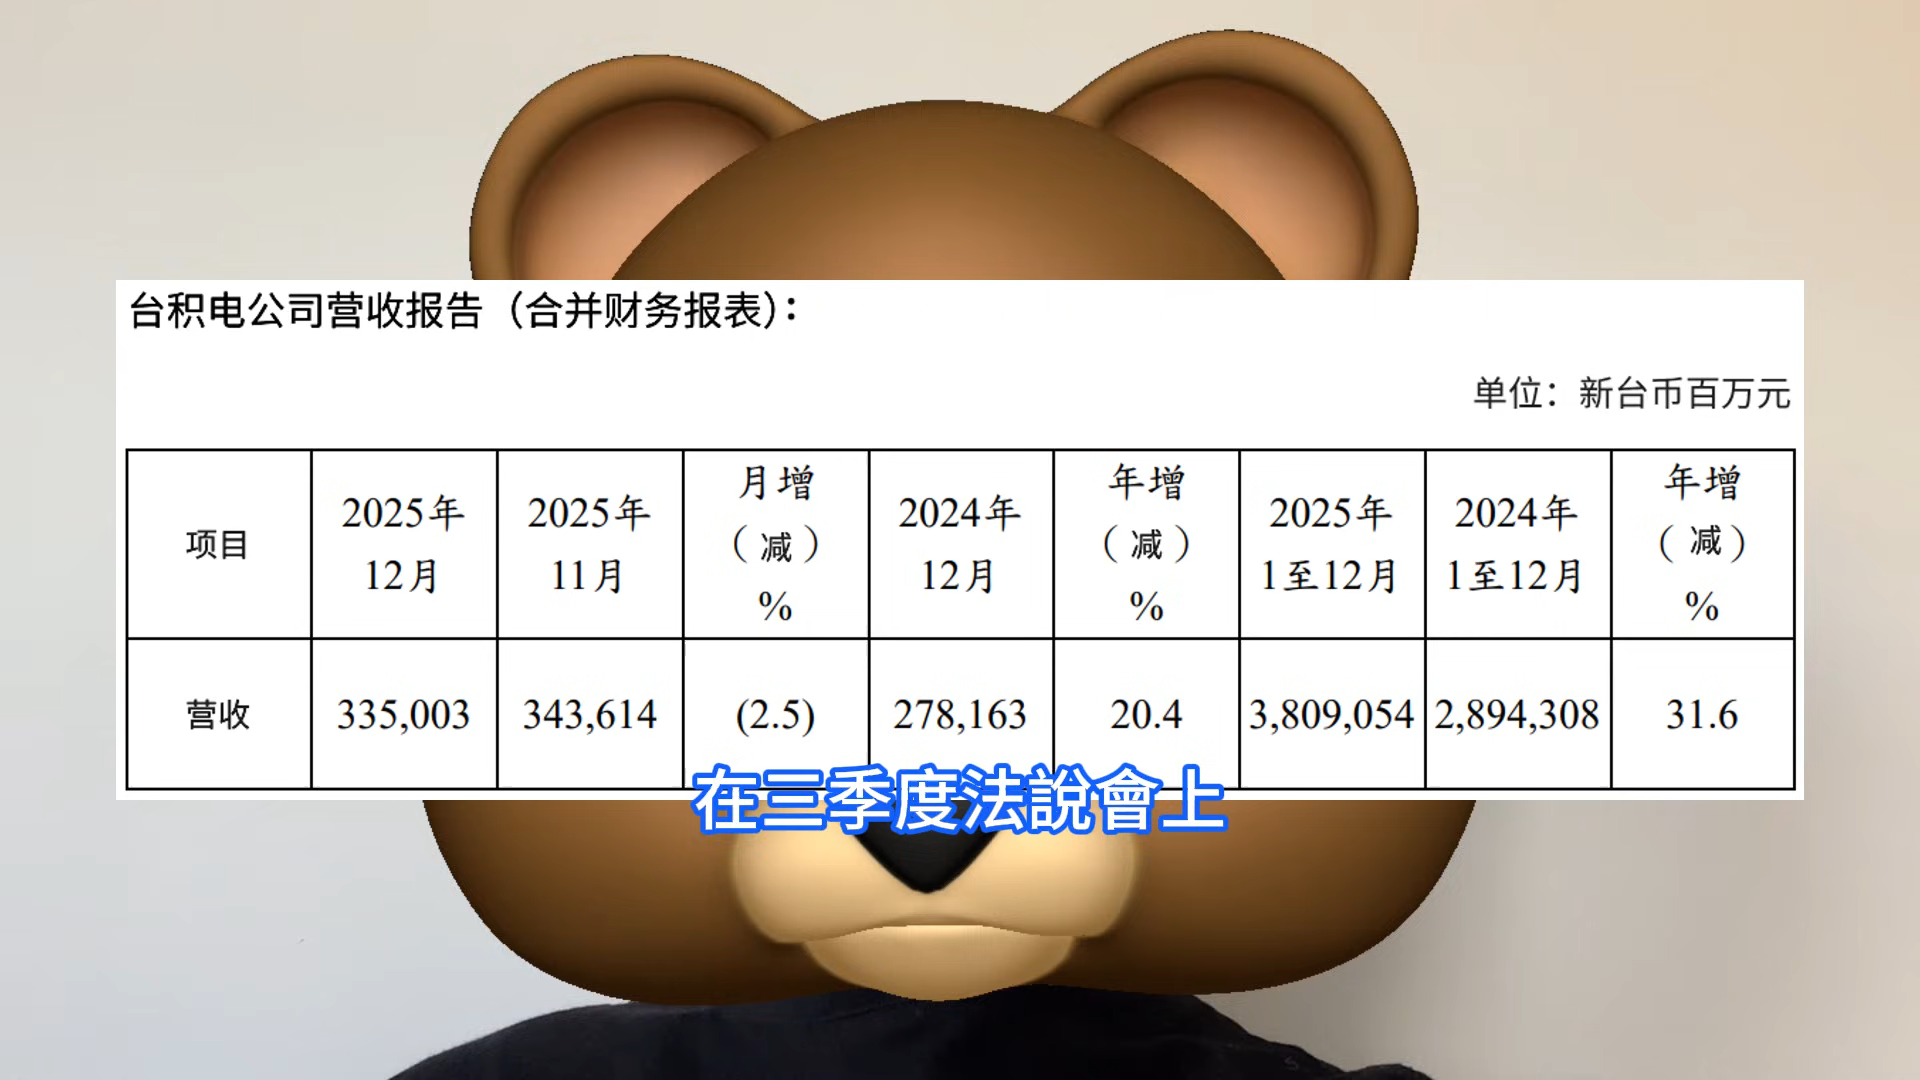 台积电公司营收报告（合并财务报表）：
单位：新台币百万元
项目 2025年12月 2025年11月 月增（减）% 2024年12月 年增（减）% 2025年1至12月 2024年1至12月 年增（减）%
营收 335,003 343,614 (2.5) 278,163 20.4 3,809,054 2,894,308 31.6
在三季度法說會上